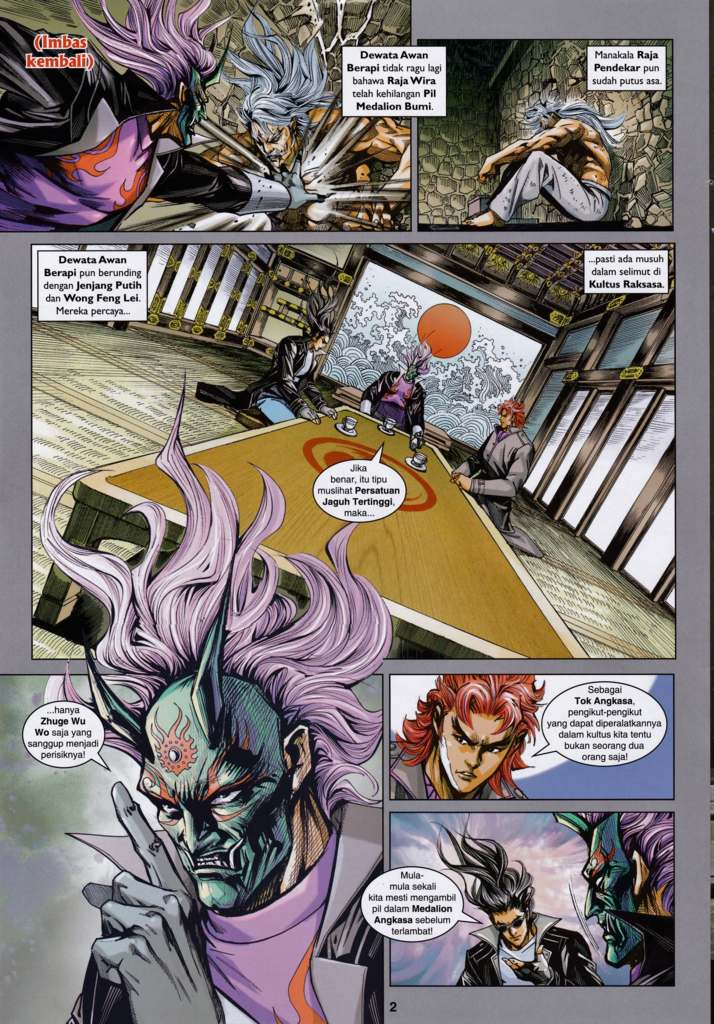 (Imbas
kembali)
Dewata Awan
Berapi tidak ragu lagi
bahawa Raja Wira
telah kehilangan Pil
Medalion Bumi.
Manakala Raja
Pendekar pun
sudah putus asa.
Dewata Awan
Berapi pun berunding
dengan Jenjang Putih
dan Wong Feng Lei.
Mereka percaya...
...pasti ada musuh
dalam selimut di
Kultus Raksasa.
Jika
benar, itu tipu
muslihat Persatuan
Jaguh Tertinggi,
maka...
...hanya
Zhuge Wu
Wo saja yang
sanggup menjadi
perisiknya!
Sebagai
Tok Angkasa,
pengikut-pengikut
yang dapat diperalatkannya
dalam kultus kita tentu
bukan seorang dua
orang saja!
Mula-
mula sekali
kita mesti mengambil
pil dalam Medalion
Angkasa sebelum
terlambat!
2